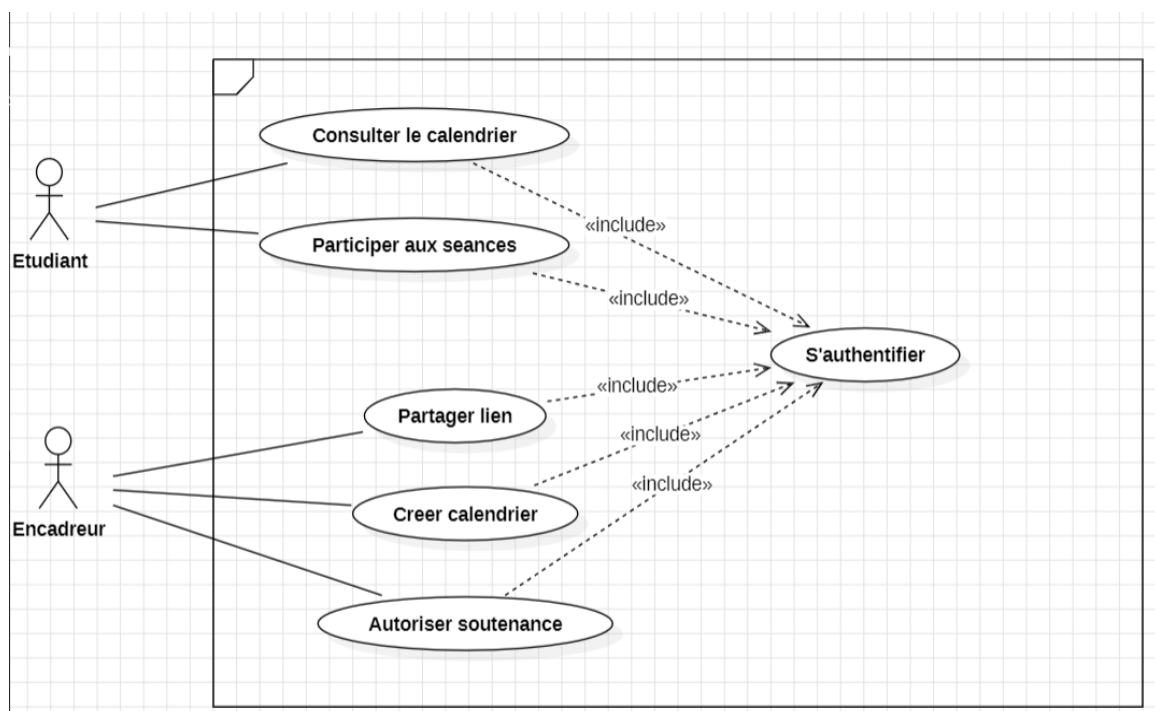 Consulter le calendrier
«include»
Participer aux seances
Etudiant
«include»
S'authentifier
«include»
Partager lien
«include»
«include»
Creer calendrier
Encadreur
Autoriser soutenance